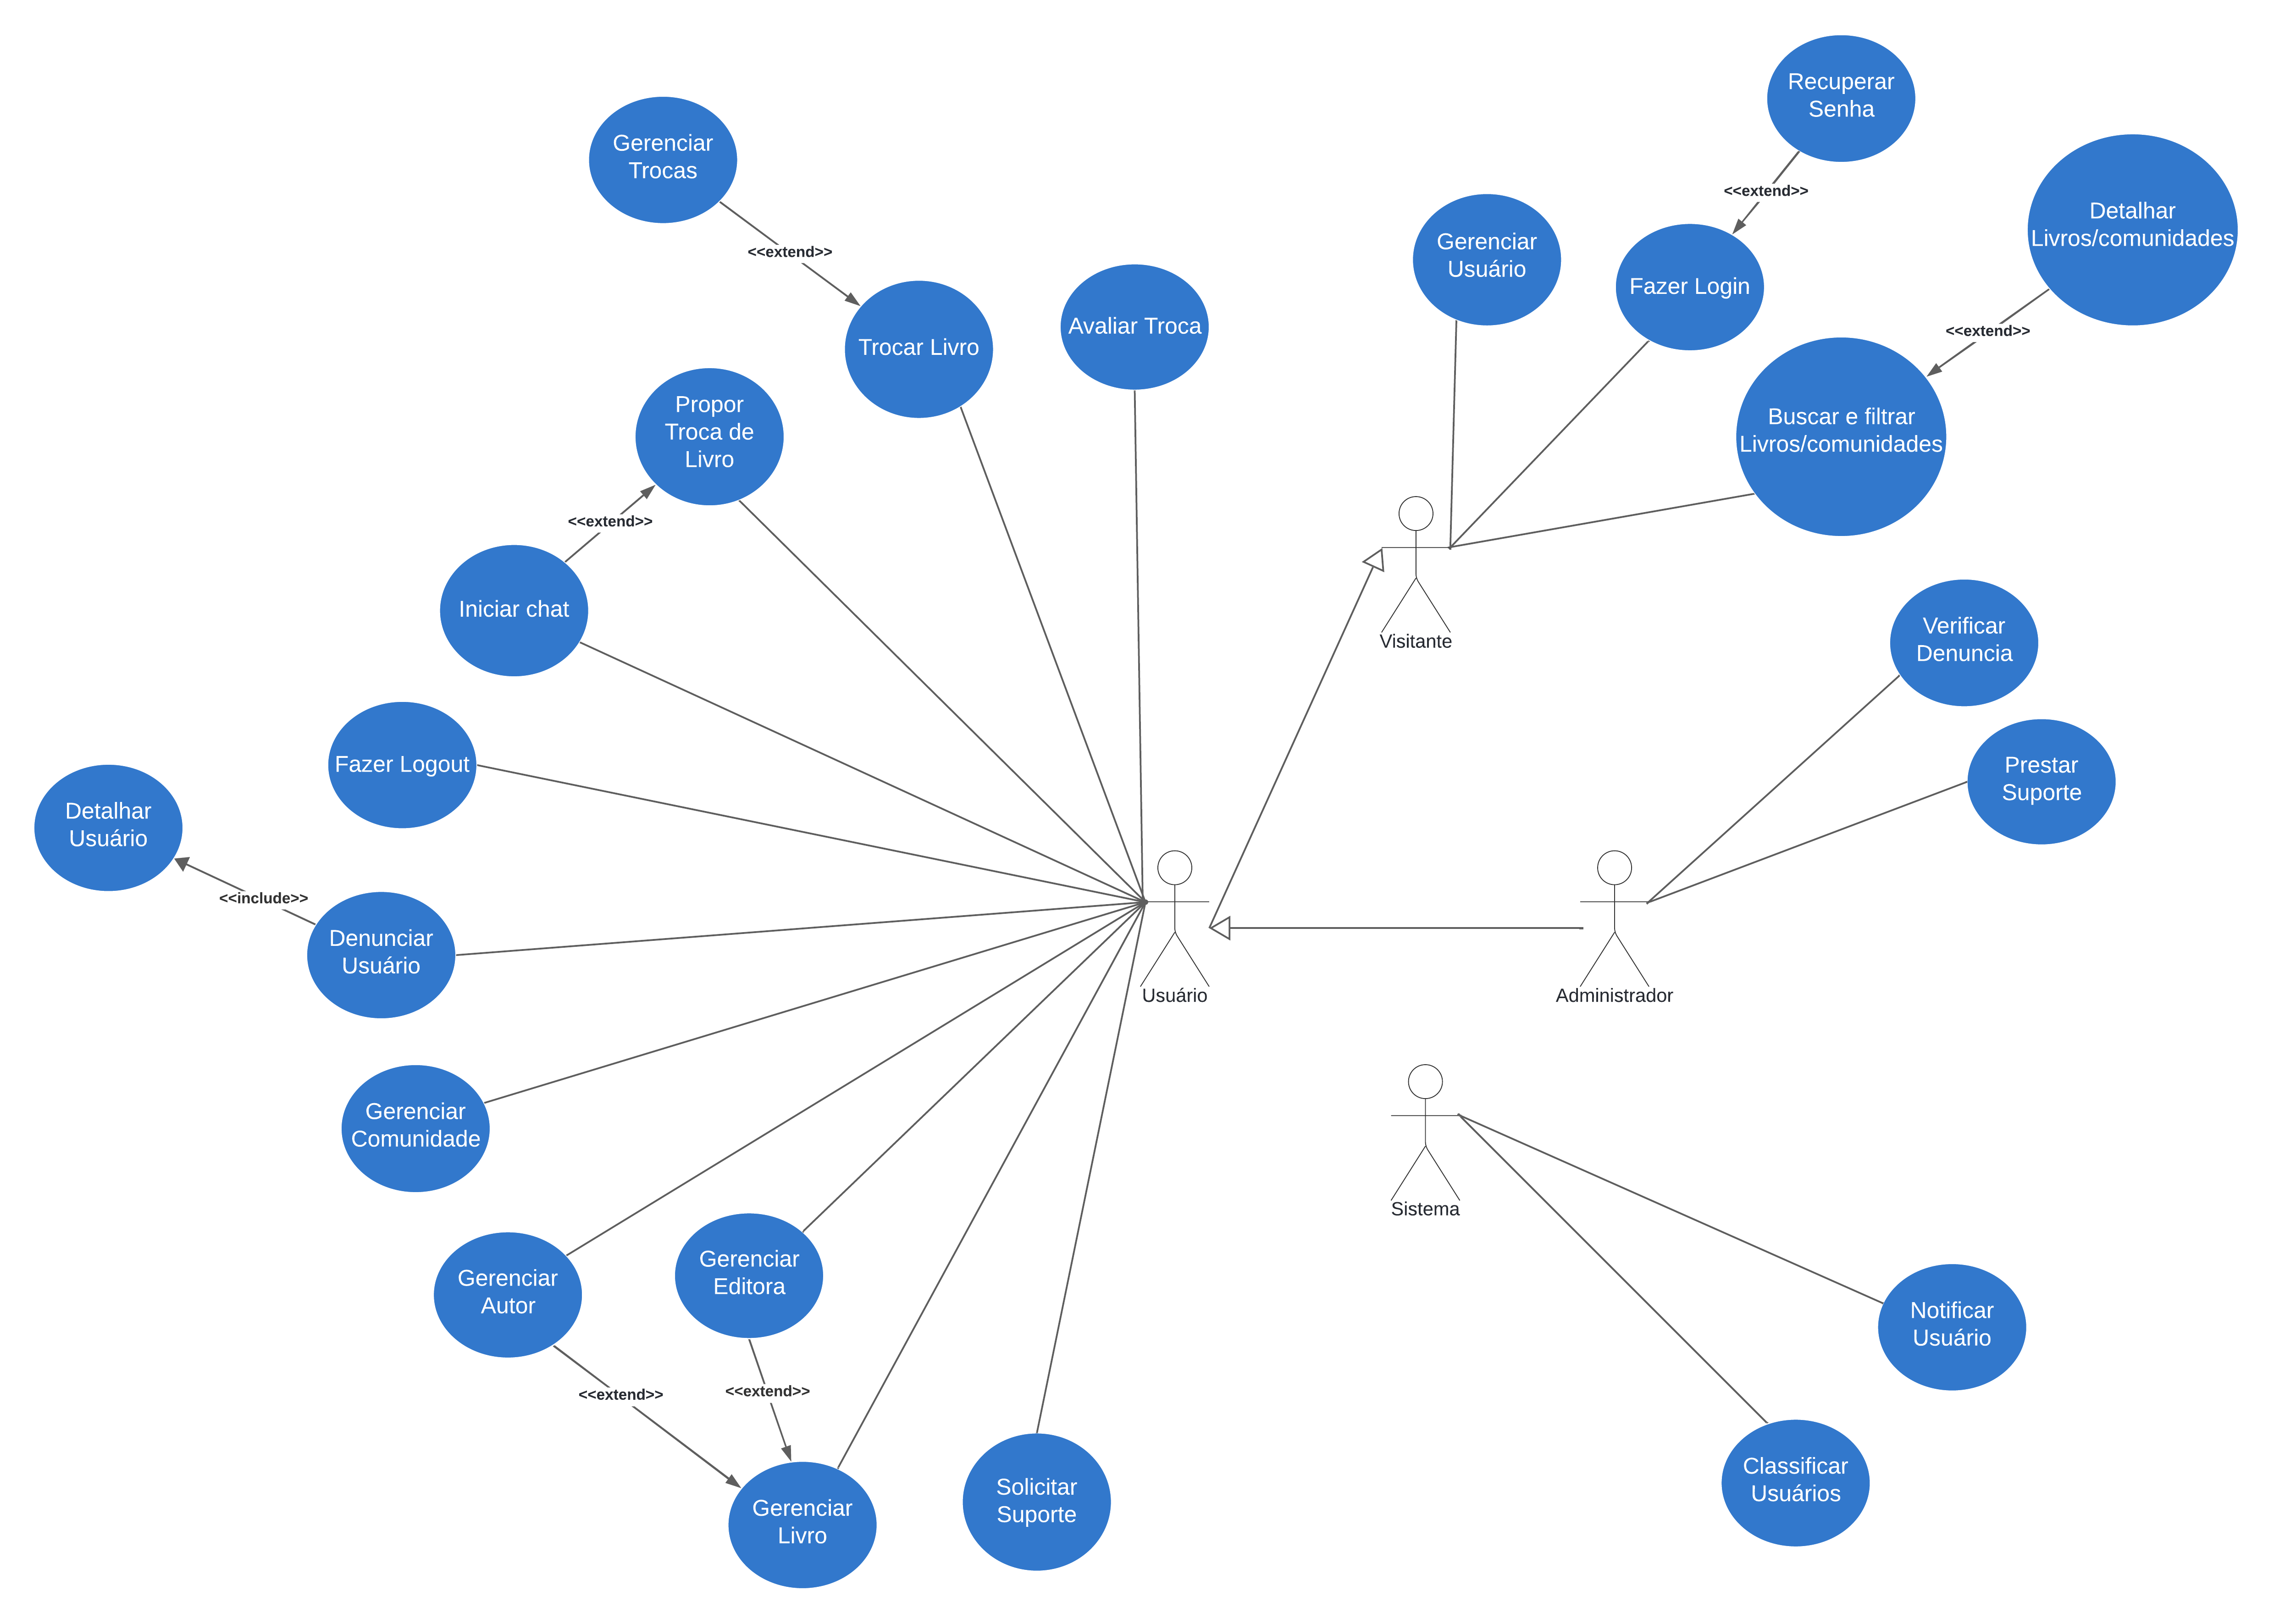 Recuperar
Senha
Gerenciar
Trocas
<<extend>>
Detalhar
Livros/comunidades
Gerenciar
Usuário
<<extend>>
Fazer Login
Avaliar Troca
<<extend>>
Trocar Livro
Propor
Troca de
Livro
Buscar e filtrar
Livros/comunidades
<<extend>>
Iniciar chat
Visitante
Verificar
Denuncia
Fazer Logout
Prestar
Suporte
Detalhar
Usuário
<<include>>
Denunciar
Usuário
Usuário
Administrador
Gerenciar
Comunidade
Sistema
Gerenciar
Autor
Gerenciar
Editora
Notificar
Usuário
<<extend>>
<<extend>>
Classificar
Usuários
Gerenciar
Livro
Solicitar
Suporte